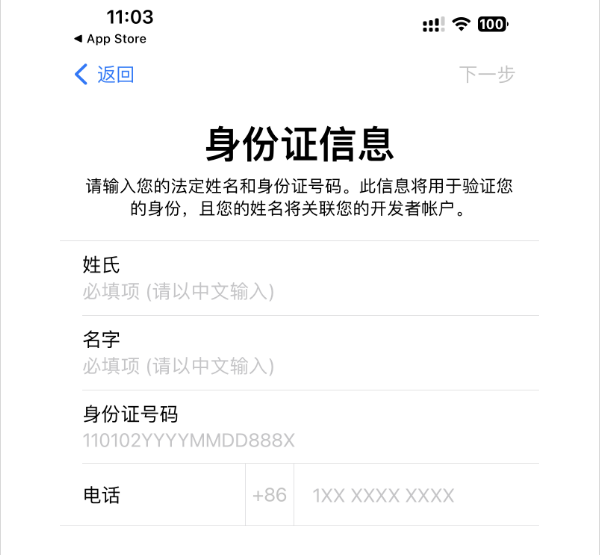 11:03
100
◀ App Store
返回
下一步
身份证信息
请输入您的法定姓名和身份证号码。此信息将用于验证您
的身份，且您的姓名将关联您的开发者帐户。
姓氏
必填项 (请以中文输入)
名字
必填项 (请以中文输入)
身份证号码
110102YYYYMMDD888X
电话 +86 1XX XXXX XXXX